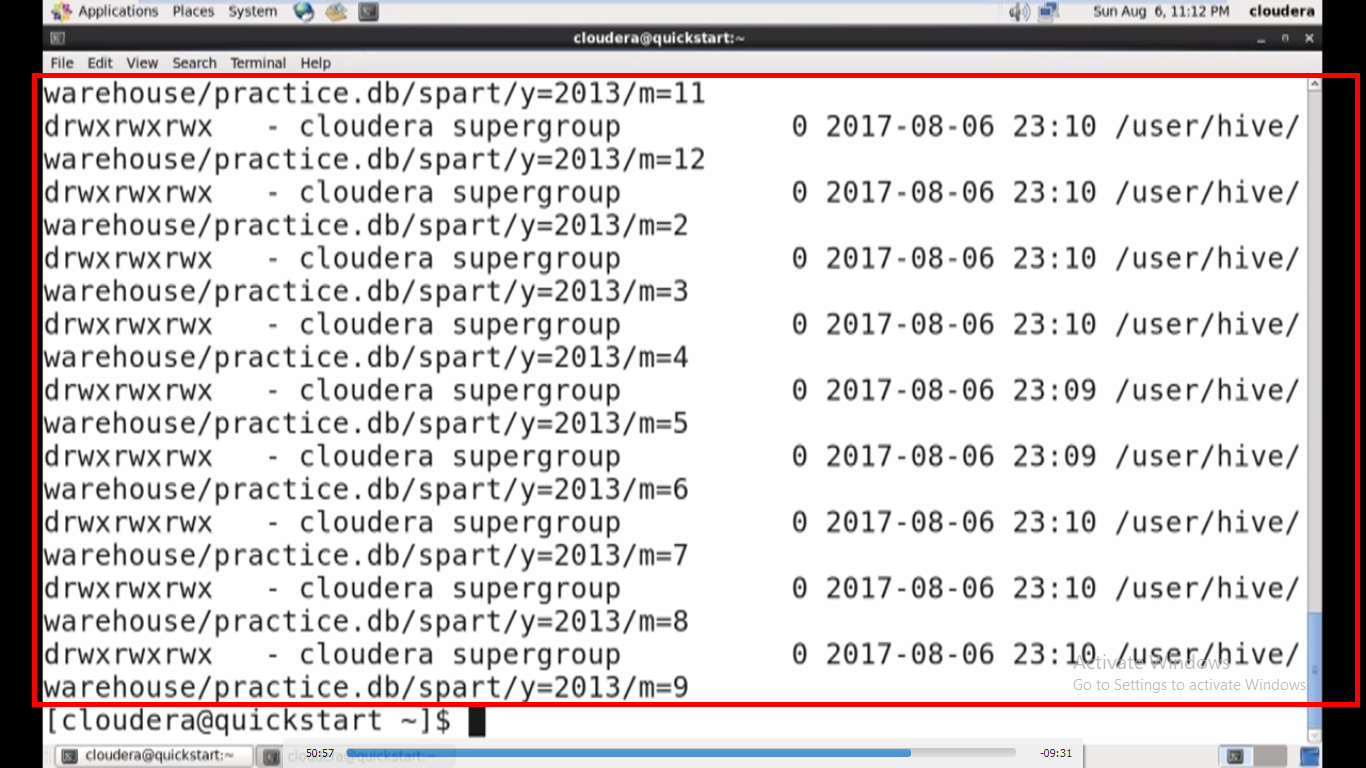 Applications Places System Sun Aug 6, 11:12 PM cloudera
cloudera@quickstart:~
File Edit View Search Terminal Help
warehouse/practice.db/spart/y=2013/m=11
drwxrwxrwx - cloudera supergroup 0 2017-08-06 23:10 /user/hive/
warehouse/practice.db/spart/y=2013/m=12
drwxrwxrwx - cloudera supergroup 0 2017-08-06 23:10 /user/hive/
warehouse/practice.db/spart/y=2013/m=2
drwxrwxrwx - cloudera supergroup 0 2017-08-06 23:10 /user/hive/
warehouse/practice.db/spart/y=2013/m=3
drwxrwxrwx - cloudera supergroup 0 2017-08-06 23:10 /user/hive/
warehouse/practice.db/spart/y=2013/m=4
drwxrwxrwx - cloudera supergroup 0 2017-08-06 23:09 /user/hive/
warehouse/practice.db/spart/y=2013/m=5
drwxrwxrwx - cloudera supergroup 0 2017-08-06 23:09 /user/hive/
warehouse/practice.db/spart/y=2013/m=6
drwxrwxrwx - cloudera supergroup 0 2017-08-06 23:10 /user/hive/
warehouse/practice.db/spart/y=2013/m=7
drwxrwxrwx - cloudera supergroup 0 2017-08-06 23:10 /user/hive/
warehouse/practice.db/spart/y=2013/m=8
drwxrwxrwx - cloudera supergroup 0 2017-08-06 23:10 /user/hive/
Activate Windows
Go to Settings to activate Windows.
warehouse/practice.db/spart/y=2013/m=9
[cloudera@quickstart ~]$
cloudera@quickstart:~ cloudera@quickstart:~
50:57 -09:31